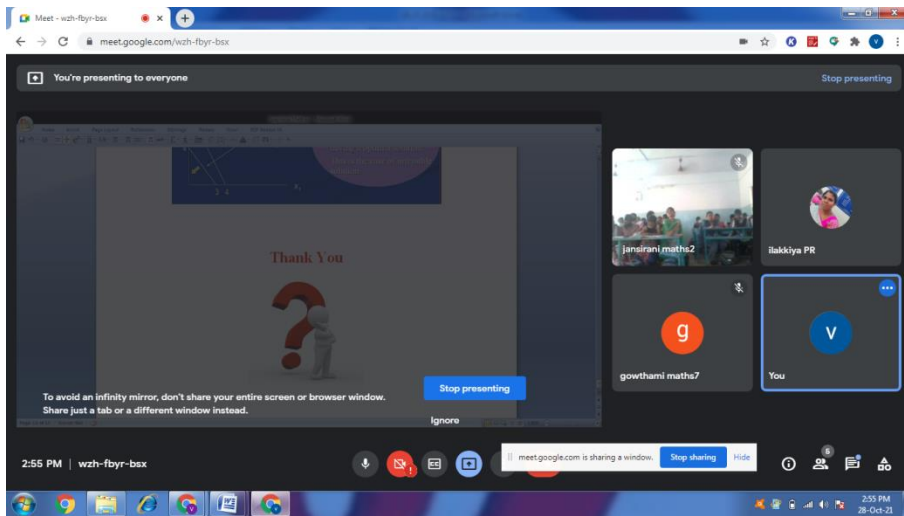 Meet - wzh-fbyr-bsx
meet.google.com/wzh-fbyr-bsx
You're presenting to everyone
Stop presenting
Thank You
jansirani maths2
ilakkiya PR
g
gowthami maths7
V
You
To avoid an infinity mirror, don't share your entire screen or browser window.
Share just a tab or a different window instead.
Stop presenting
Ignore
2:55 PM | wzh-fbyr-bsx
meet.google.com is sharing a window.
Stop sharing
Hide
6
2:55 PM
28-Oct-21